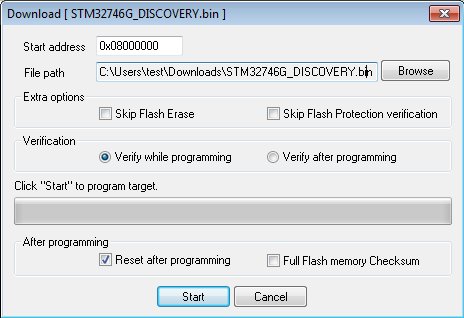 Download [ STM32746G_DISCOVERY.bin ]
Start address 0x08000000
File path C:\Users\test\Downloads\STM32746G_DISCOVERY.bin Browse
Extra options
Skip Flash Erase Skip Flash Protection verification
Verification
Verify while programming Verify after programming
Click "Start" to program target.
After programming
Reset after programming Full Flash memory Checksum
Start Cancel